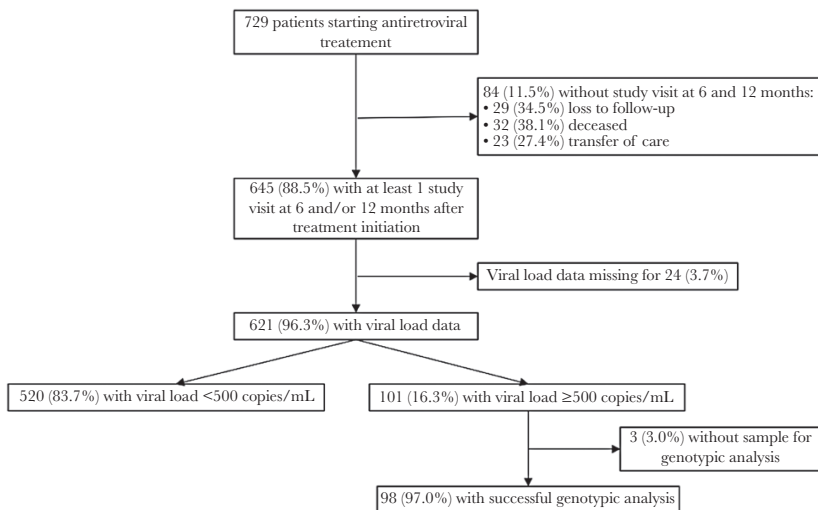 729 patients starting antiretroviral
treatement
84 (11.5%) without study visit at 6 and 12 months:
• 29 (34.5%) loss to follow-up
• 32 (38.1%) deceased
• 23 (27.4%) transfer of care
645 (88.5%) with at least 1 study
visit at 6 and/or 12 months after
treatment initiation
Viral load data missing for 24 (3.7%)
621 (96.3%) with viral load data
520 (83.7%) with viral load <500 copies/mL
101 (16.3%) with viral load ≥500 copies/mL
3 (3.0%) without sample for
genotypic analysis
98 (97.0%) with successful genotypic analysis